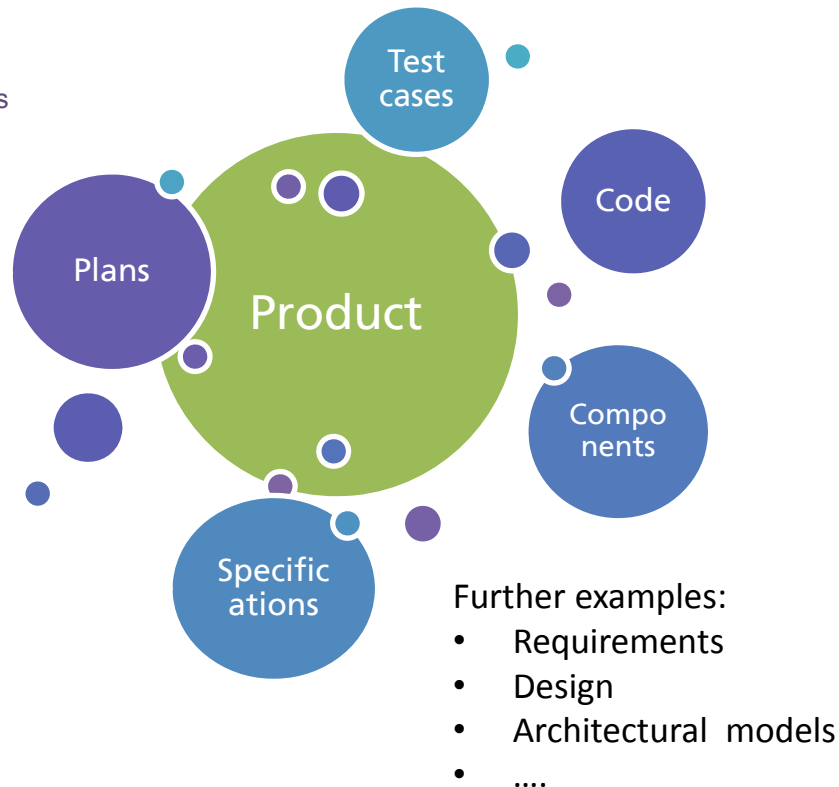 s
Test
cases
Code
Plans
Product
Compo
nents
Specific
ations
Further examples:
• Requirements
• Design
• Architectural models
• ....